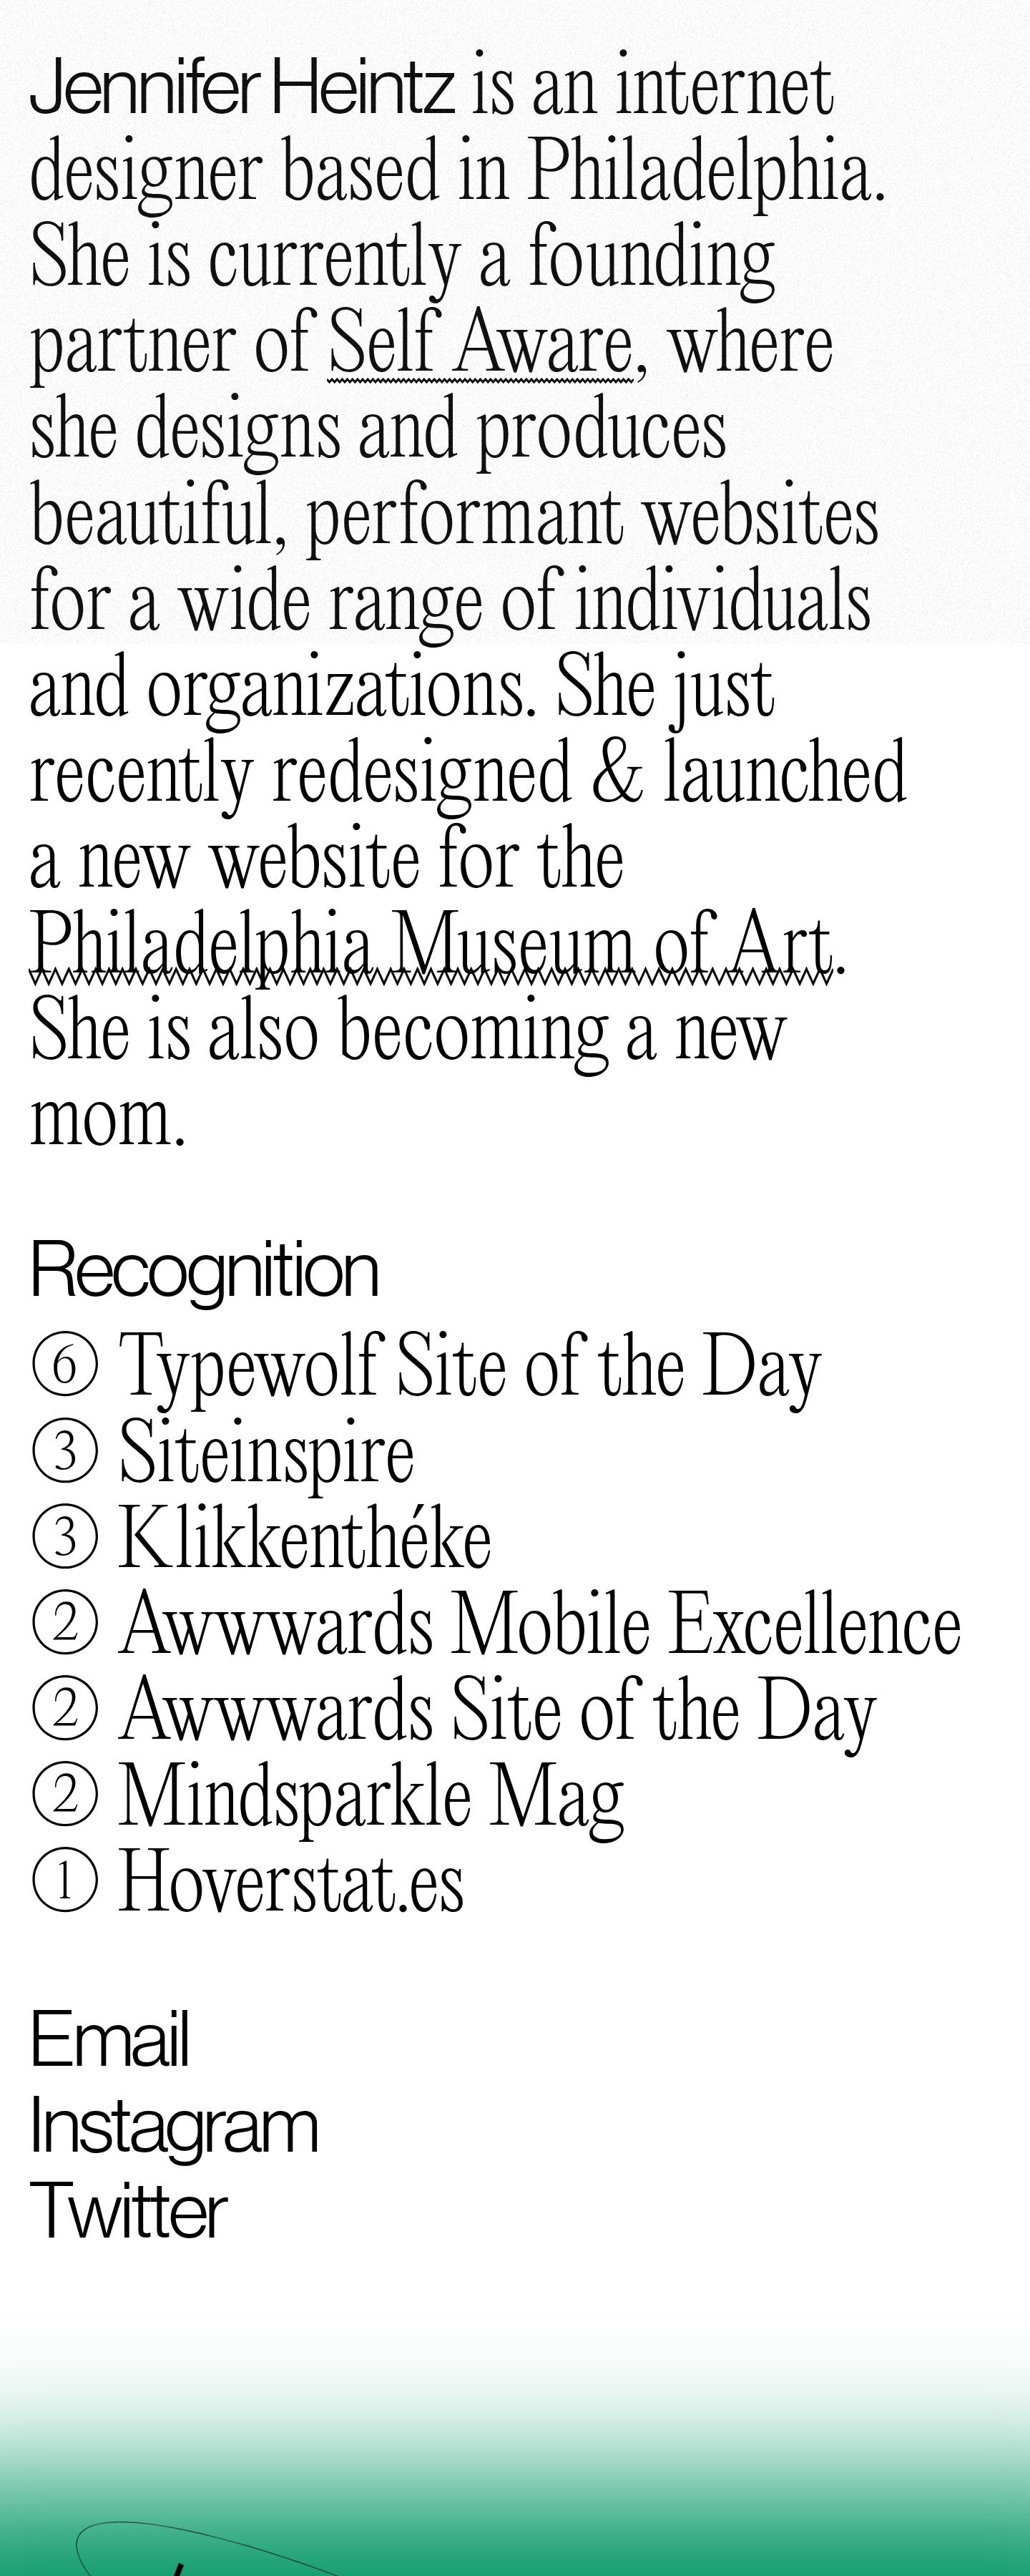 Jennifer Heintz is an internet
designer based in Philadelphia.
She is currently a founding
partner of Self Aware, where
she designs and produces
beautiful, performant websites
for a wide range of individuals
and organizations. She just
recently redesigned & launched
a new website for the
Philadelphia Museum of Art.
She is also becoming a new
mom.
Recognition
⑥ Typewolf Site of the Day
③ Siteinspire
③ Klikkenthéke
② Awwwards Mobile Excellence
② Awwwards Site of the Day
② Mindsparkle Mag
① Hoverstat.es
Email
Instagram
Twitter